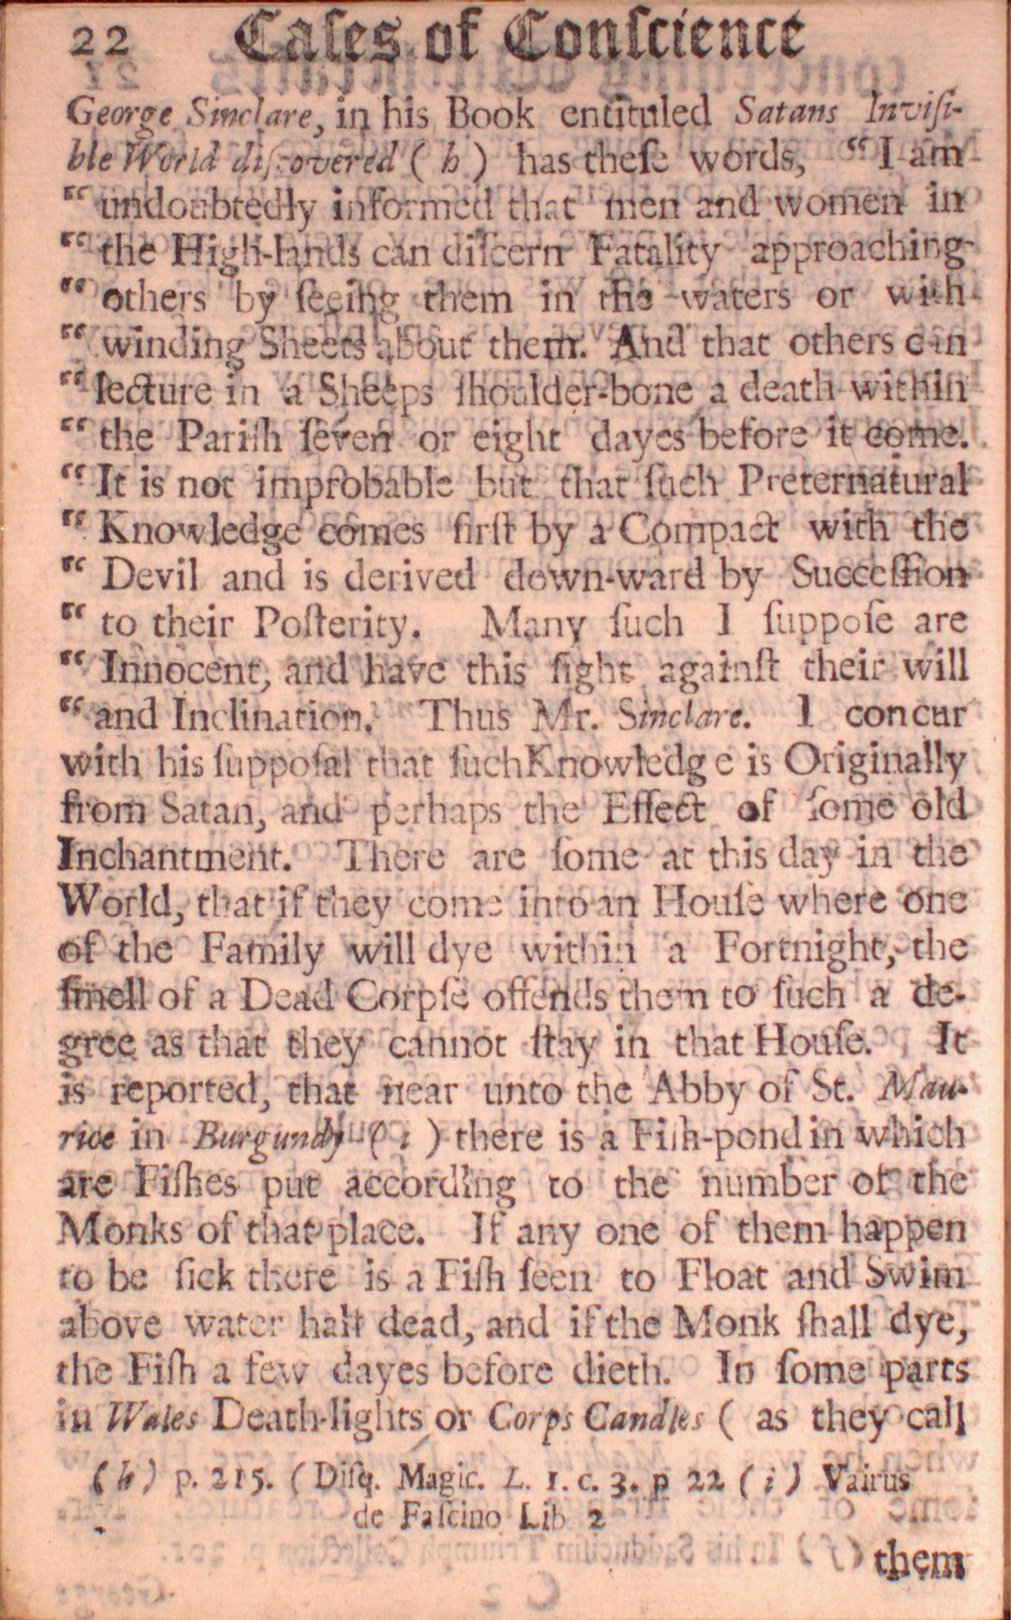 22 Caſes of Conſcience
George Sinclare, in his Book entituled Satans Inviſi-
ble World diſcovered ( h ) has theſe words, “ I am
“ undoubtedly informed that men and women in
“ the High-lands can diſcern Fatality approaching
“ others by ſeeing them in the waters or with
“ winding Sheets about them. And that others can
“ lecture in a Sheeps ſhoulder-bone a death within
“ the Pariſh ſeven or eight dayes before it come.
“ It is not improbable but that ſuch Preternatural
“ Knowledge comes firſt by a Compact with the
“ Devil and is derived down-ward by Succeſſion
“ to their Poſterity. Many ſuch I ſuppoſe are
“ Innocent, and have this ſight againſt their will
“ and Inclination. Thus Mr. Sinclare. I concur
with his ſuppoſal that ſuch Knowledge is Originally
from Satan, and perhaps the Effect of ſome old
Inchantment. There are ſome at this day in the
World, that if they come into an Houſe where one
of the Family will dye within a Fortnight, the
ſmell of a Dead Corpſe offends them to ſuch a de-
gree as that they cannot ſtay in that Houſe. It
is reported, that near unto the Abby of St. Mau-
rice in Burgundy ( i ) there is a Fiſh-pond in which
are Fiſhes put according to the number of the
Monks of that place. If any one of them happen
to be ſick there is a Fiſh ſeen to Float and Swim
above water half dead, and if the Monk ſhall dye,
the Fiſh a few dayes before dieth. In ſome parts
in Wales Death-lights or Corps Candles ( as they call
( h ) p. 215. ( Diſq. Magic. L. 1. c. 3. p 22 ( i ) Vairus
de Faſcino Lib 2
them